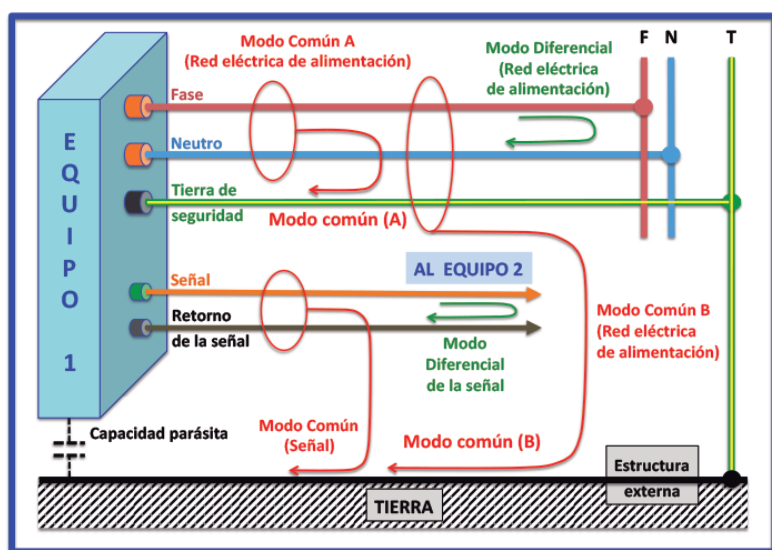 Modo Común A
(Red eléctrica de alimentación)
Modo Diferencial
(Red eléctrica
de alimentación)
F N T
Fase
Neutro
Tierra de
seguridad
Modo común (A)
EQUIPO 1
Señal
AL EQUIPO 2
Retorno
de la señal
Modo
Diferencial
de la señal
Modo Común B
(Red eléctrica
de alimentación)
Capacidad parásita
Modo Común
(Señal)
Modo común (B)
Estructura
externa
TIERRA